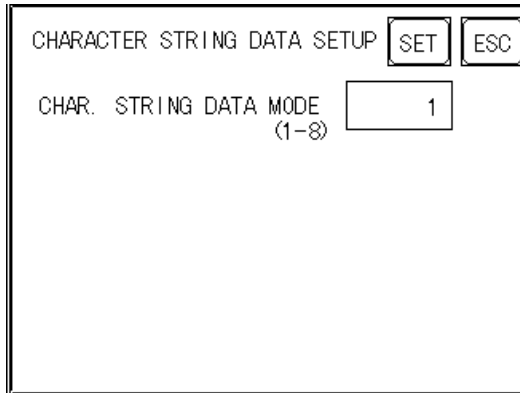 CHARACTER STRING DATA SETUP SET ESC
CHAR. STRING DATA MODE 1
(1-8)